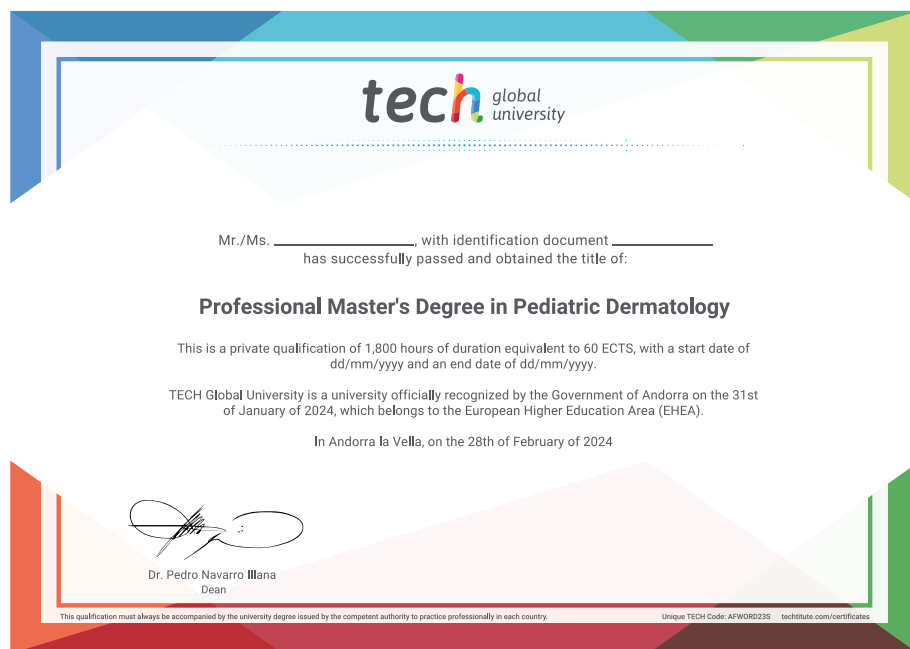 tech global
university
Mr./Ms. ____________, with identification document ____________
has successfully passed and obtained the title of:
Professional Master's Degree in Pediatric Dermatology
This is a private qualification of 1,800 hours of duration equivalent to 60 ECTS, with a start date of
dd/mm/yyyy and an end date of dd/mm/yyyy.
TECH Global University is a university officially recognized by the Government of Andorra on the 31st
of January of 2024, which belongs to the European Higher Education Area (EHEA).
In Andorra la Vella, on the 28th of February of 2024
Dr. Pedro Navarro Illana
Dean
This qualification must always be accompanied by the university degree issued by the competent authority to practice professionally in each country.
Unique TECH Code: AFWORD23S techtitute.com/certificates